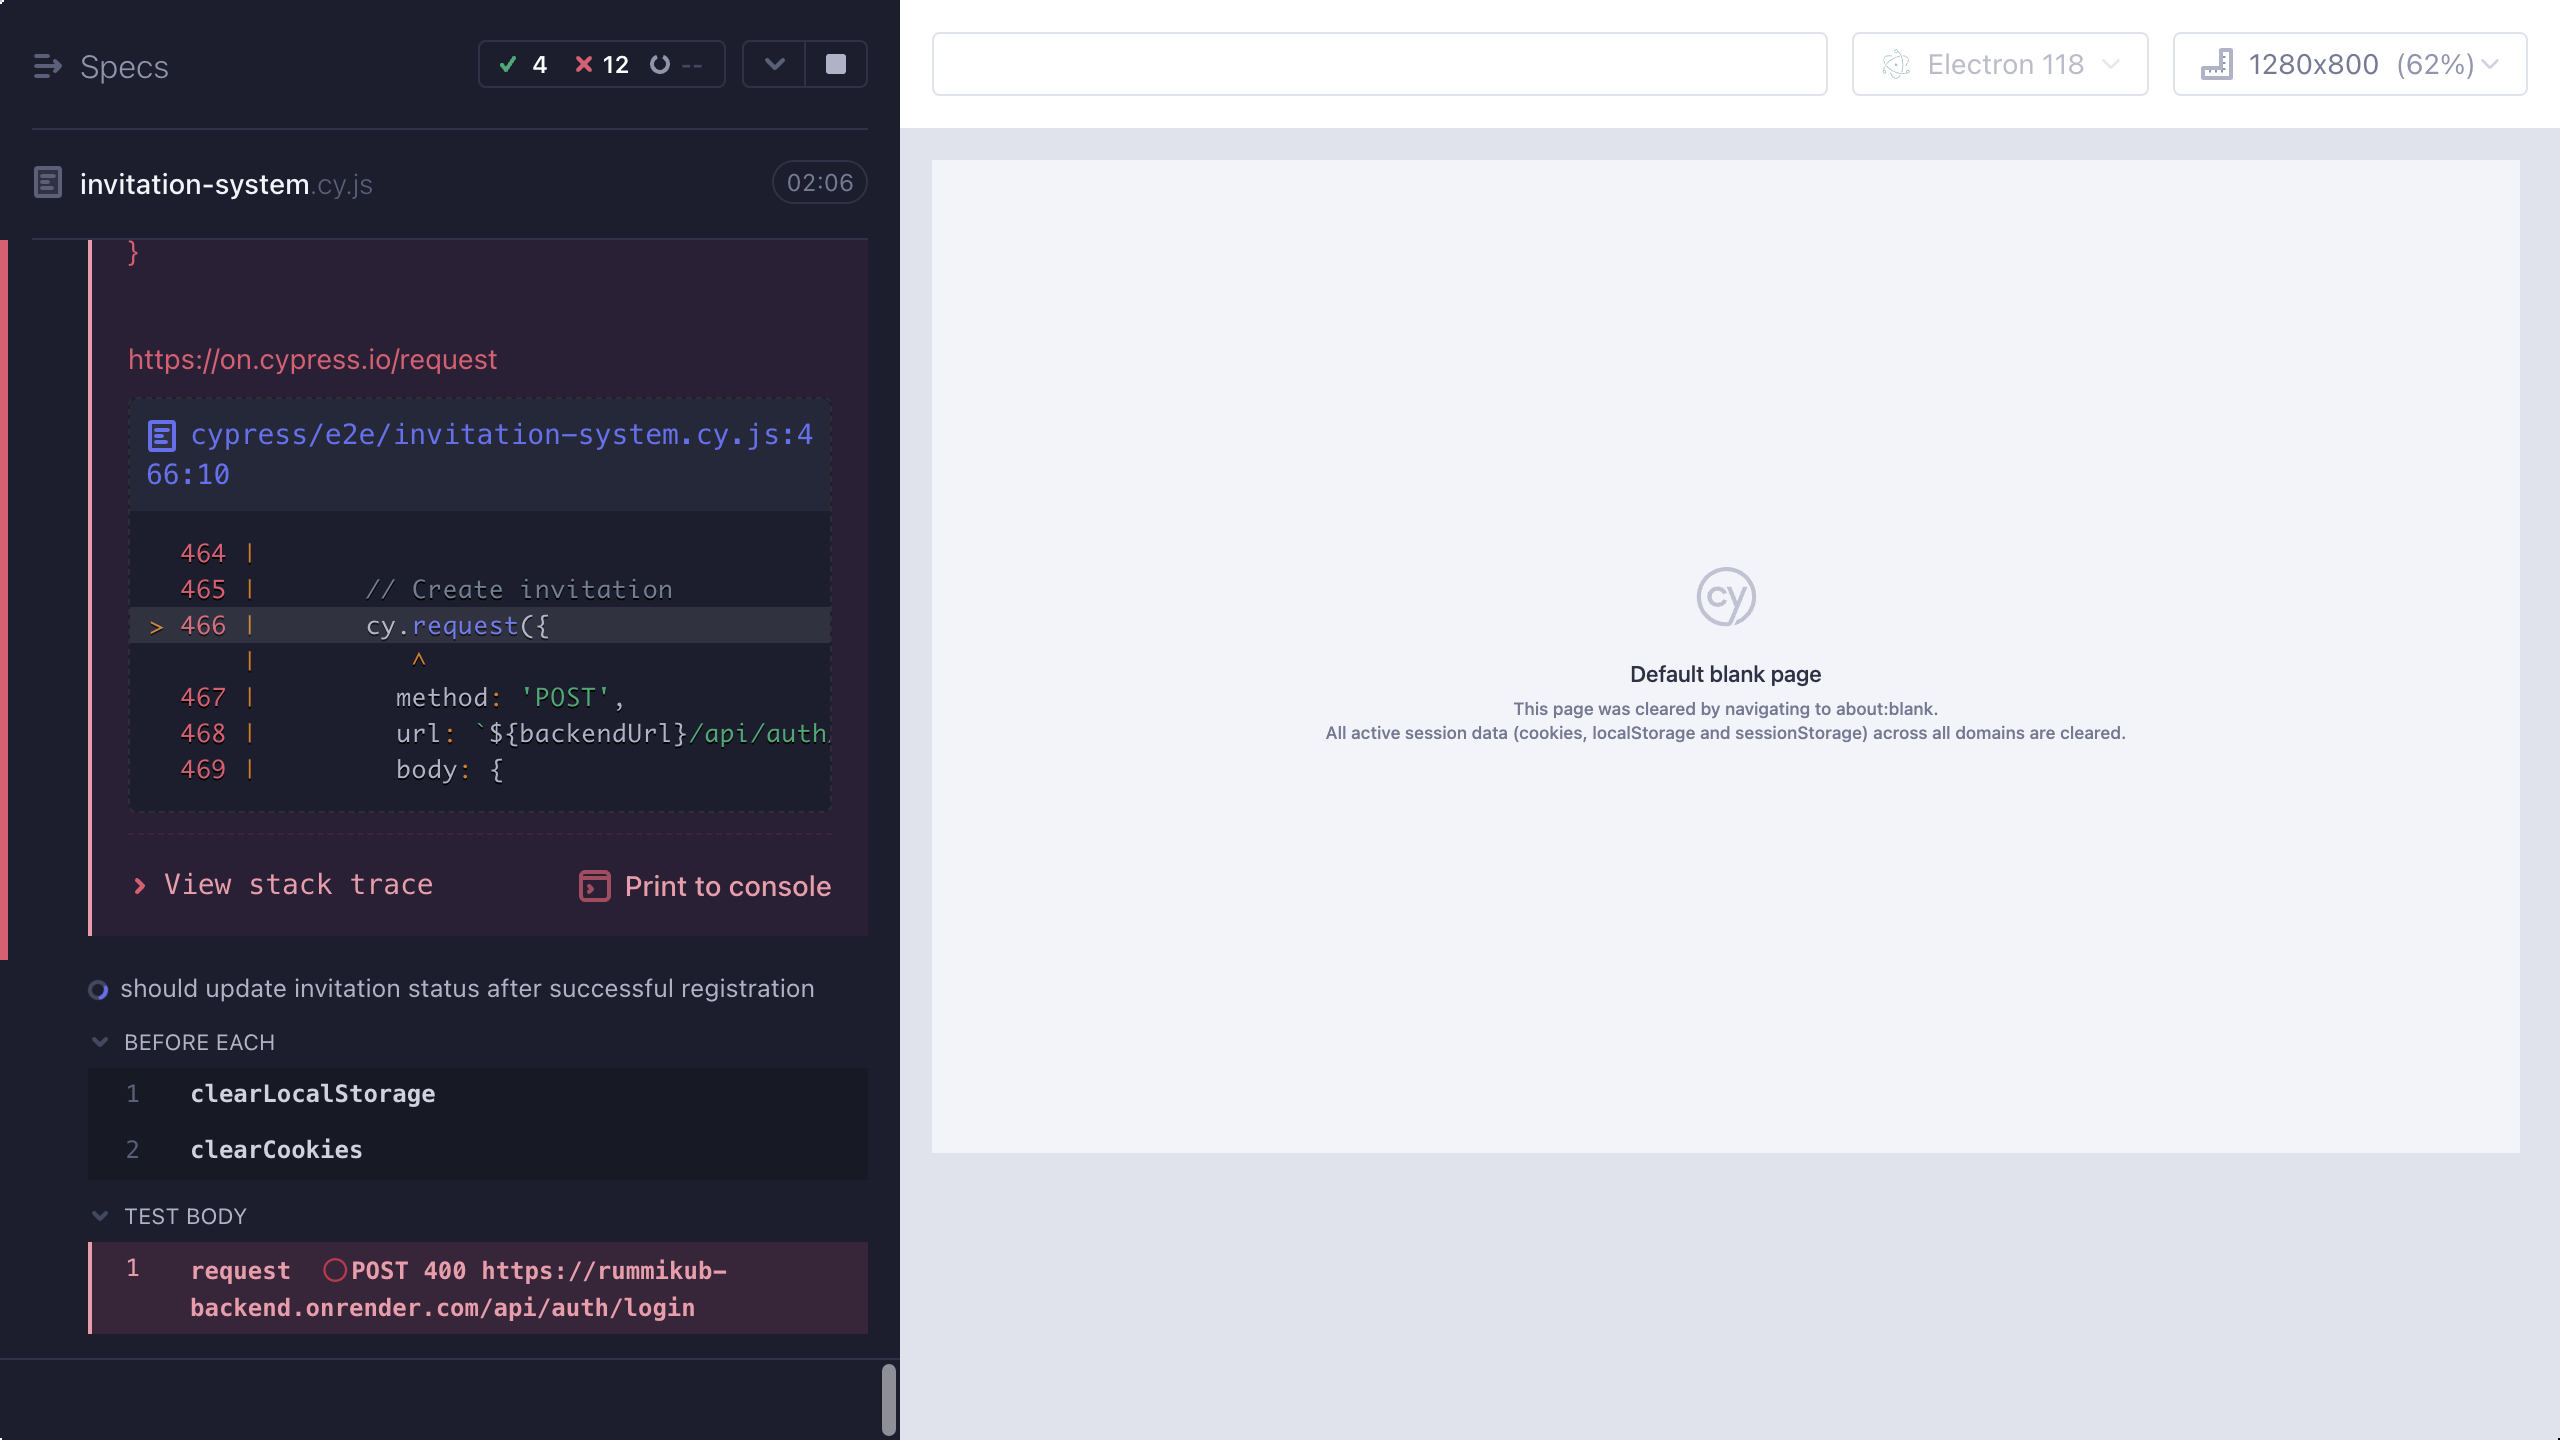 Specs
4 12 --
invitation-system.cy.js
02:06
}
https://on.cypress.io/request
cypress/e2e/invitation-system.cy.js:4
66:10
464 |
465 | // Create invitation
> 466 | cy.request({
| ^
467 | method: 'POST',
468 | url: `${backendUrl}/api/auth/
469 | body: {
View stack trace
Print to console
should update invitation status after successful registration
BEFORE EACH
1 clearLocalStorage
2 clearCookies
TEST BODY
1 request POST 400 https://rummikub-
backend.onrender.com/api/auth/login
Electron 118
1280x800 (62%)
cy
Default blank page
This page was cleared by navigating to about:blank.
All active session data (cookies, localStorage and sessionStorage) across all domains are cleared.